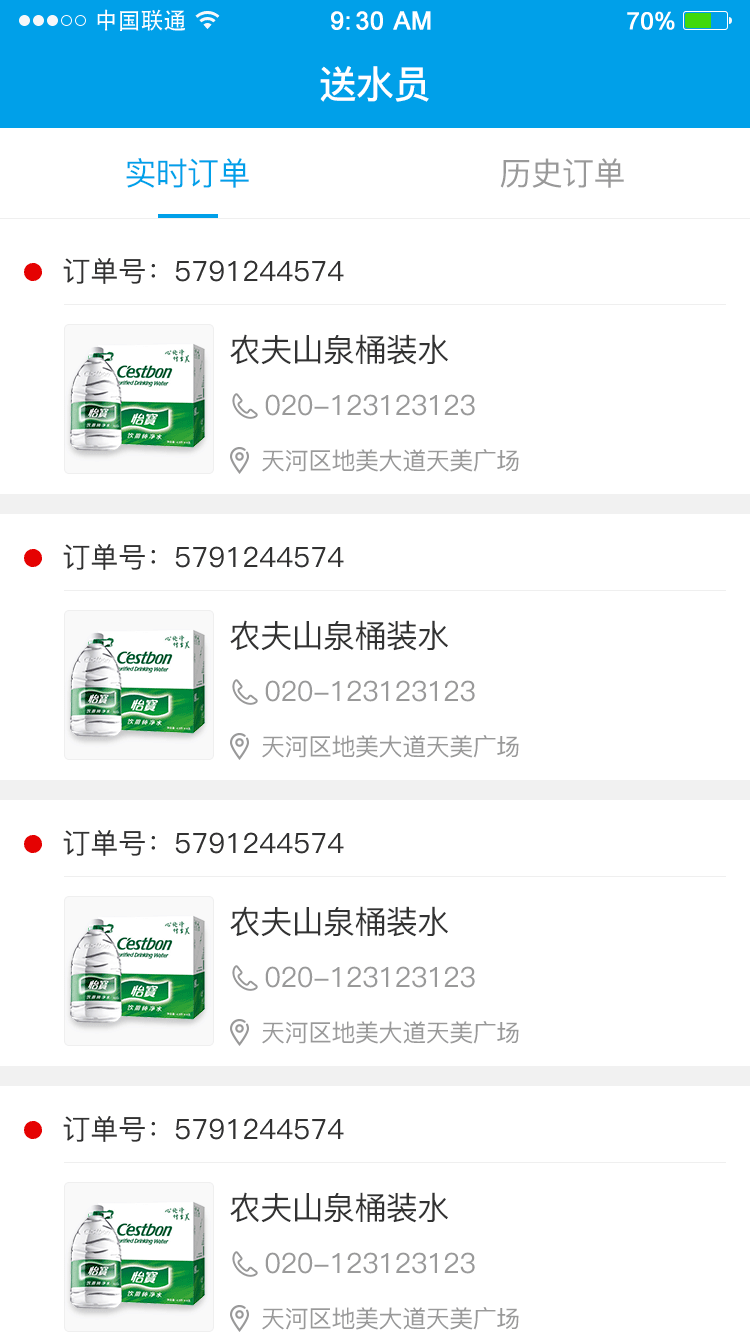 中国联通 9:30 AM 70%
送水员
实时订单 历史订单
订单号：5791244574
C'estbon
Purified Drinking Water
怡寶
怡寶
饮用纯净水
农夫山泉桶装水
020-123123123
天河区地美大道天美广场
订单号：5791244574
C'estbon
Purified Drinking Water
怡寶
怡寶
饮用纯净水
农夫山泉桶装水
020-123123123
天河区地美大道天美广场
订单号：5791244574
C'estbon
Purified Drinking Water
怡寶
怡寶
饮用纯净水
农夫山泉桶装水
020-123123123
天河区地美大道天美广场
订单号：5791244574
C'estbon
Purified Drinking Water
怡寶
怡寶
饮用纯净水
农夫山泉桶装水
020-123123123
天河区地美大道天美广场